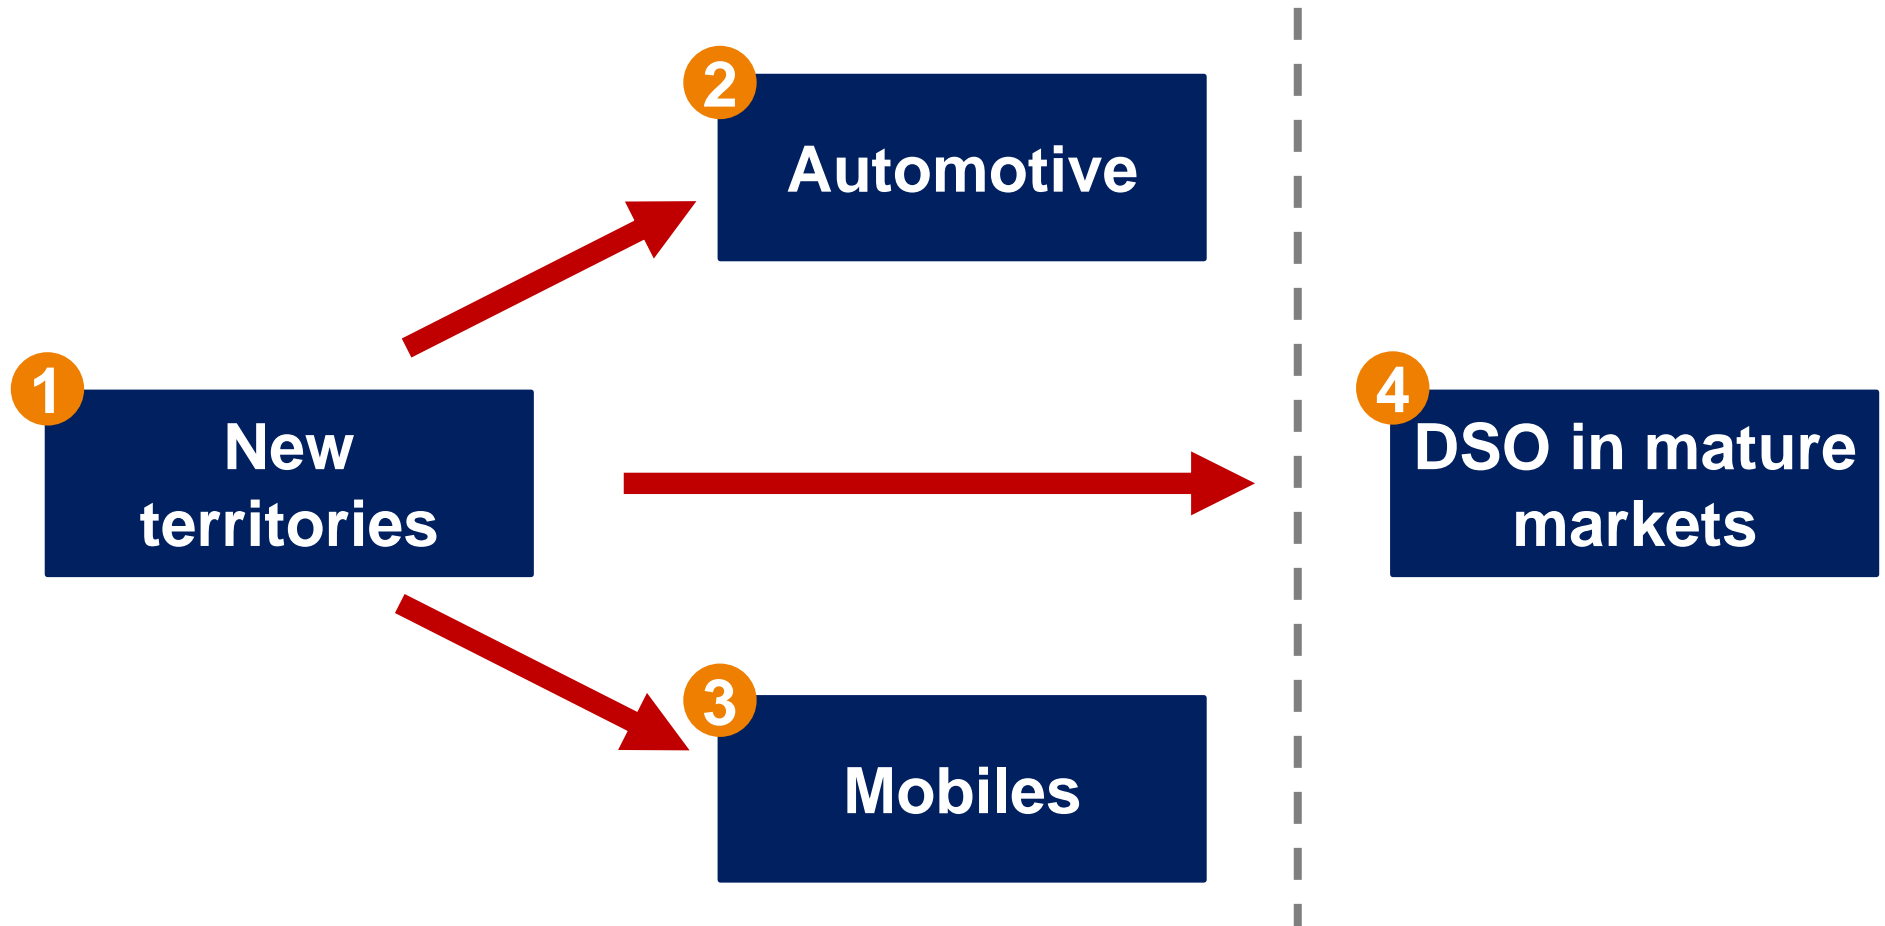 1
New
territories
2
Automotive
3
Mobiles
4
DSO in mature
markets